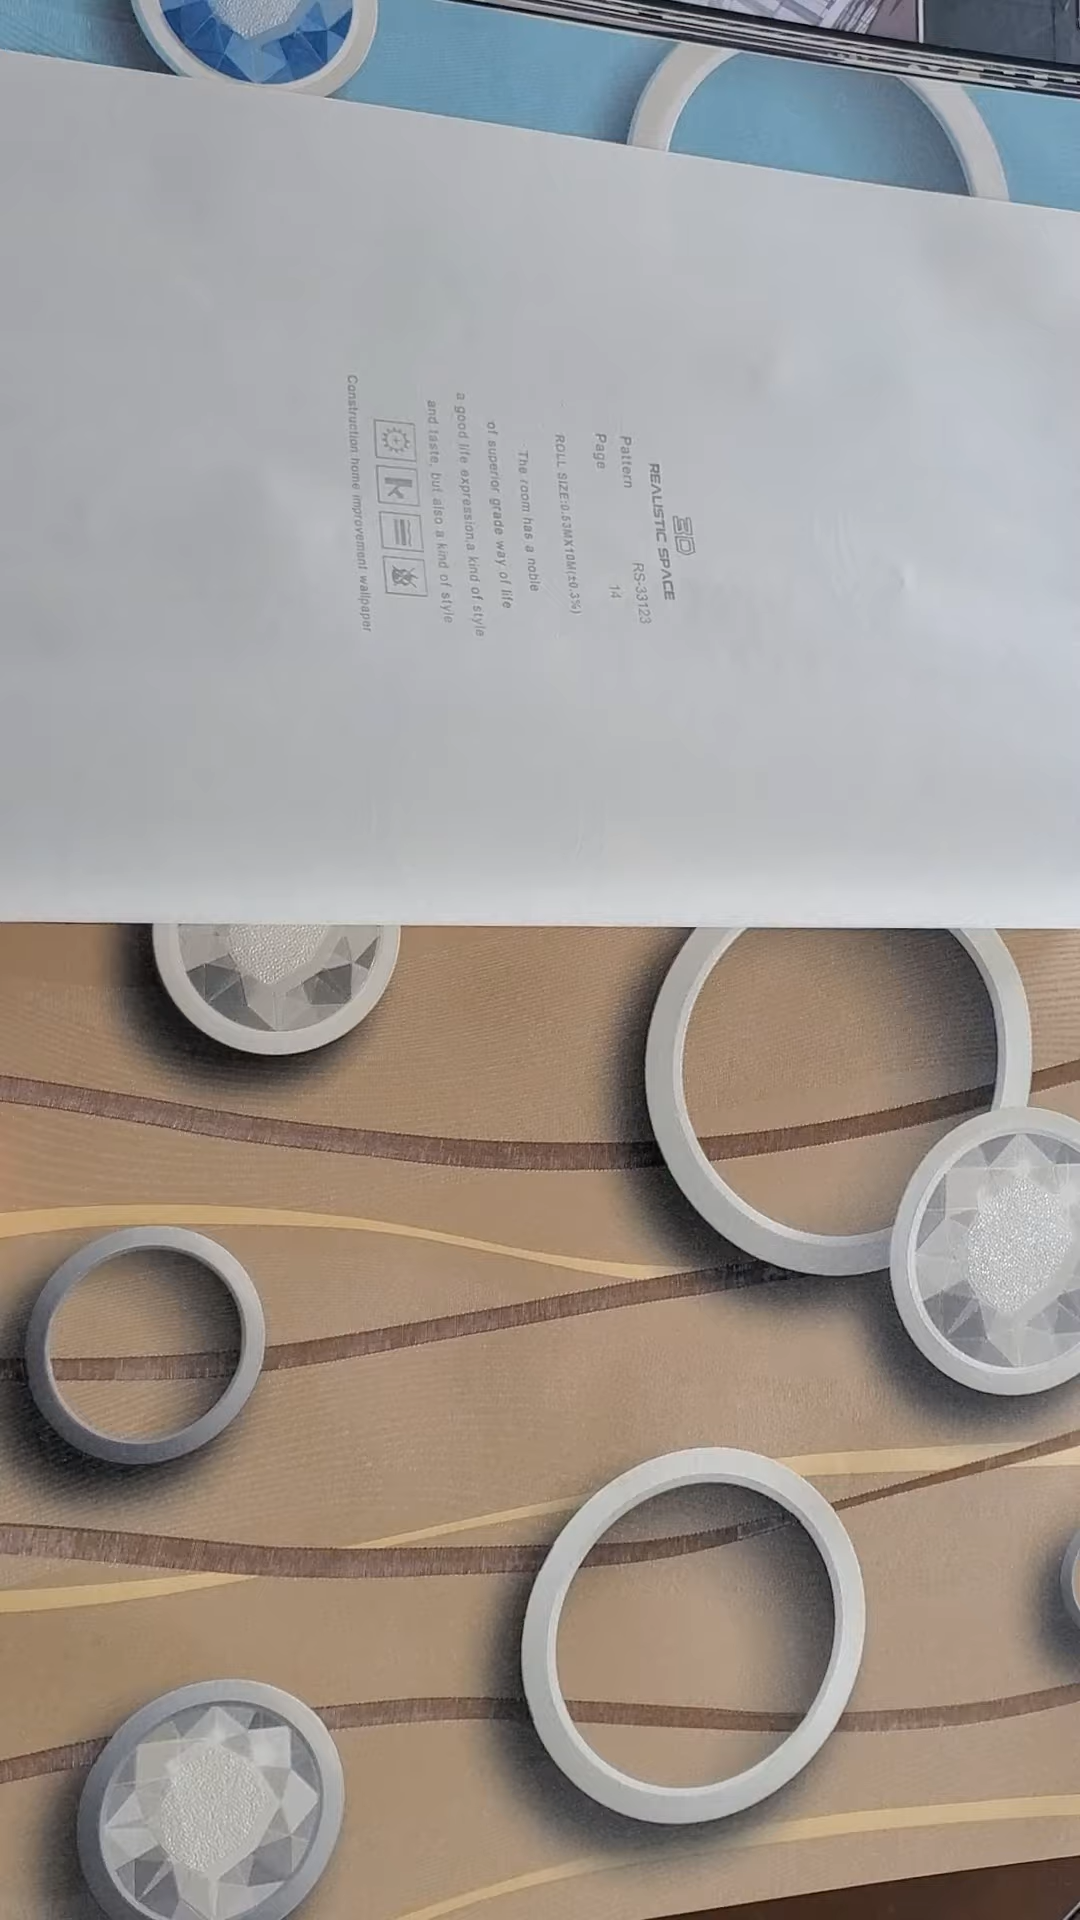 3D
REALISTIC SPACE
Pattern RS-33123
Page 14
ROLL SIZE:0.53MX10M(±0.3%)
The room has a noble
of superior grade way of life
a good life expression,a kind of style
and taste, but also a kind of style
Construction home improvement wallpaper